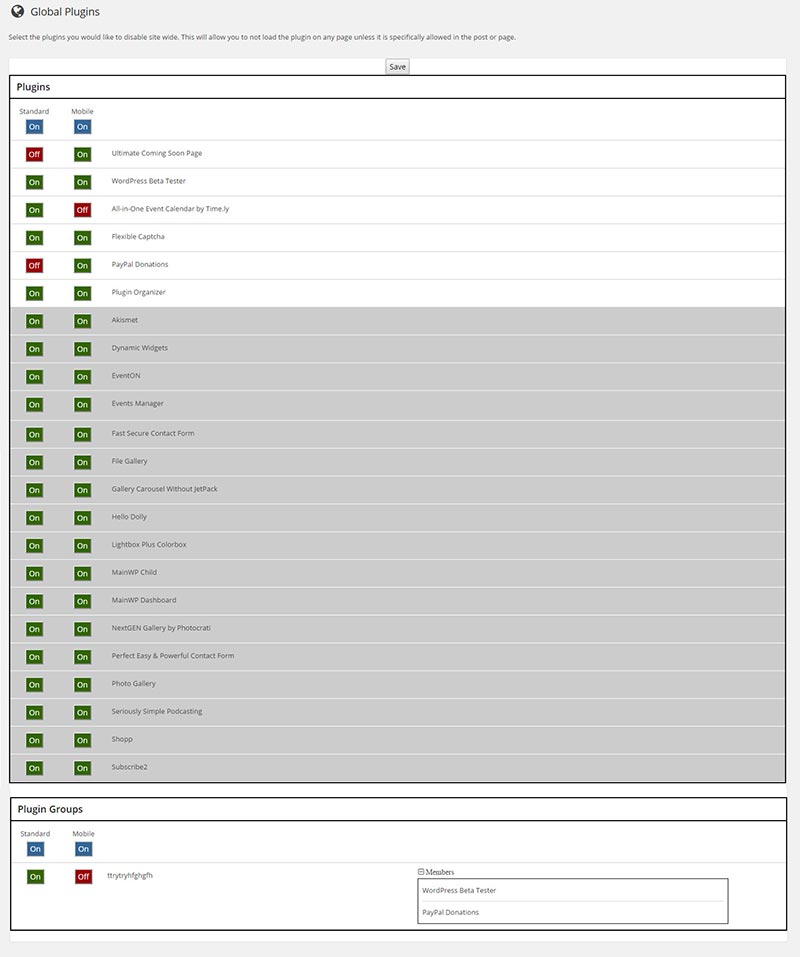 Global Plugins
Select the plugins you would like to disable site wide. This will allow you to not load the plugin on any page unless it is specifically allowed in the post or page.
Save
Plugins
Standard Mobile
On On
Off On Ultimate Coming Soon Page
On On WordPress Beta Tester
On Off All-in-One Event Calendar by Time.ly
On On Flexible Captcha
Off On PayPal Donations
On On Plugin Organizer
On On Akismet
On On Dynamic Widgets
On On EventON
On On Events Manager
On On Fast Secure Contact Form
On On File Gallery
On On Gallery Carousel Without JetPack
On On Hello Dolly
On On Lightbox Plus Colorbox
On On MainWP Child
On On MainWP Dashboard
On On NextGEN Gallery by Photocrati
On On Perfect Easy & Powerful Contact Form
On On Photo Gallery
On On Seriously Simple Podcasting
On On Shopp
On On Subscribe2
Plugin Groups
Standard Mobile
On On
On Off ttrytryhfghgfh
Members
WordPress Beta Tester
PayPal Donations